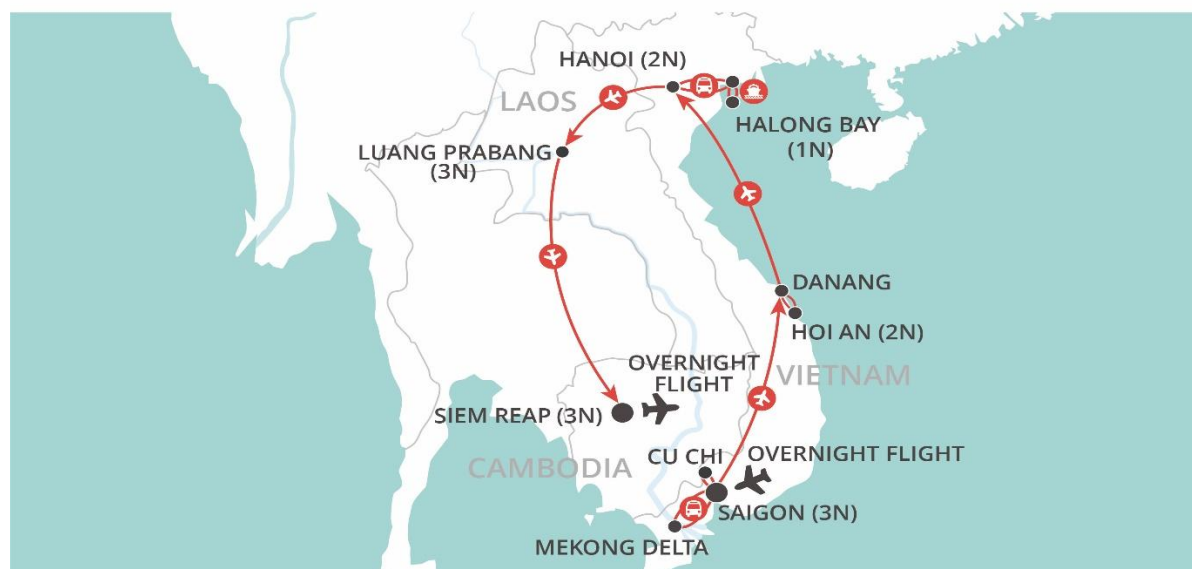 HANOI (2N)
LAOS
HALONG BAY
(1N)
LUANG PRABANG
(3N)
DANANG
HOI AN (2N)
OVERNIGHT
FLIGHT
VIETNAM
SIEM REAP (3N)
CU CHI
OVERNIGHT FLIGHT
CAMBODIA
SAIGON (3N)
MEKONG DELTA